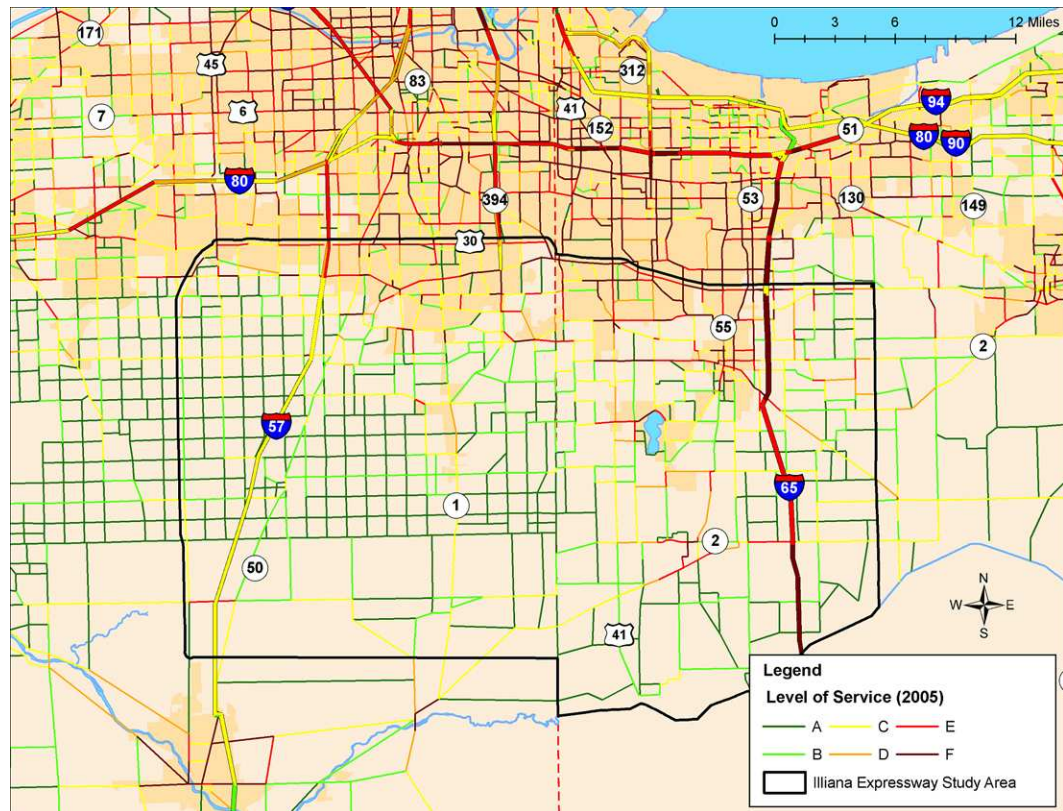 0 3 6 12 Miles
171
45
312
83
94
41
7
6
152
51
80 90
80
53
130
394
149
30
55
2
57
65
1
2
50
N
W E
S
41
Legend
Level of Service (2005)
A C E
B D F
Illiana Expressway Study Area